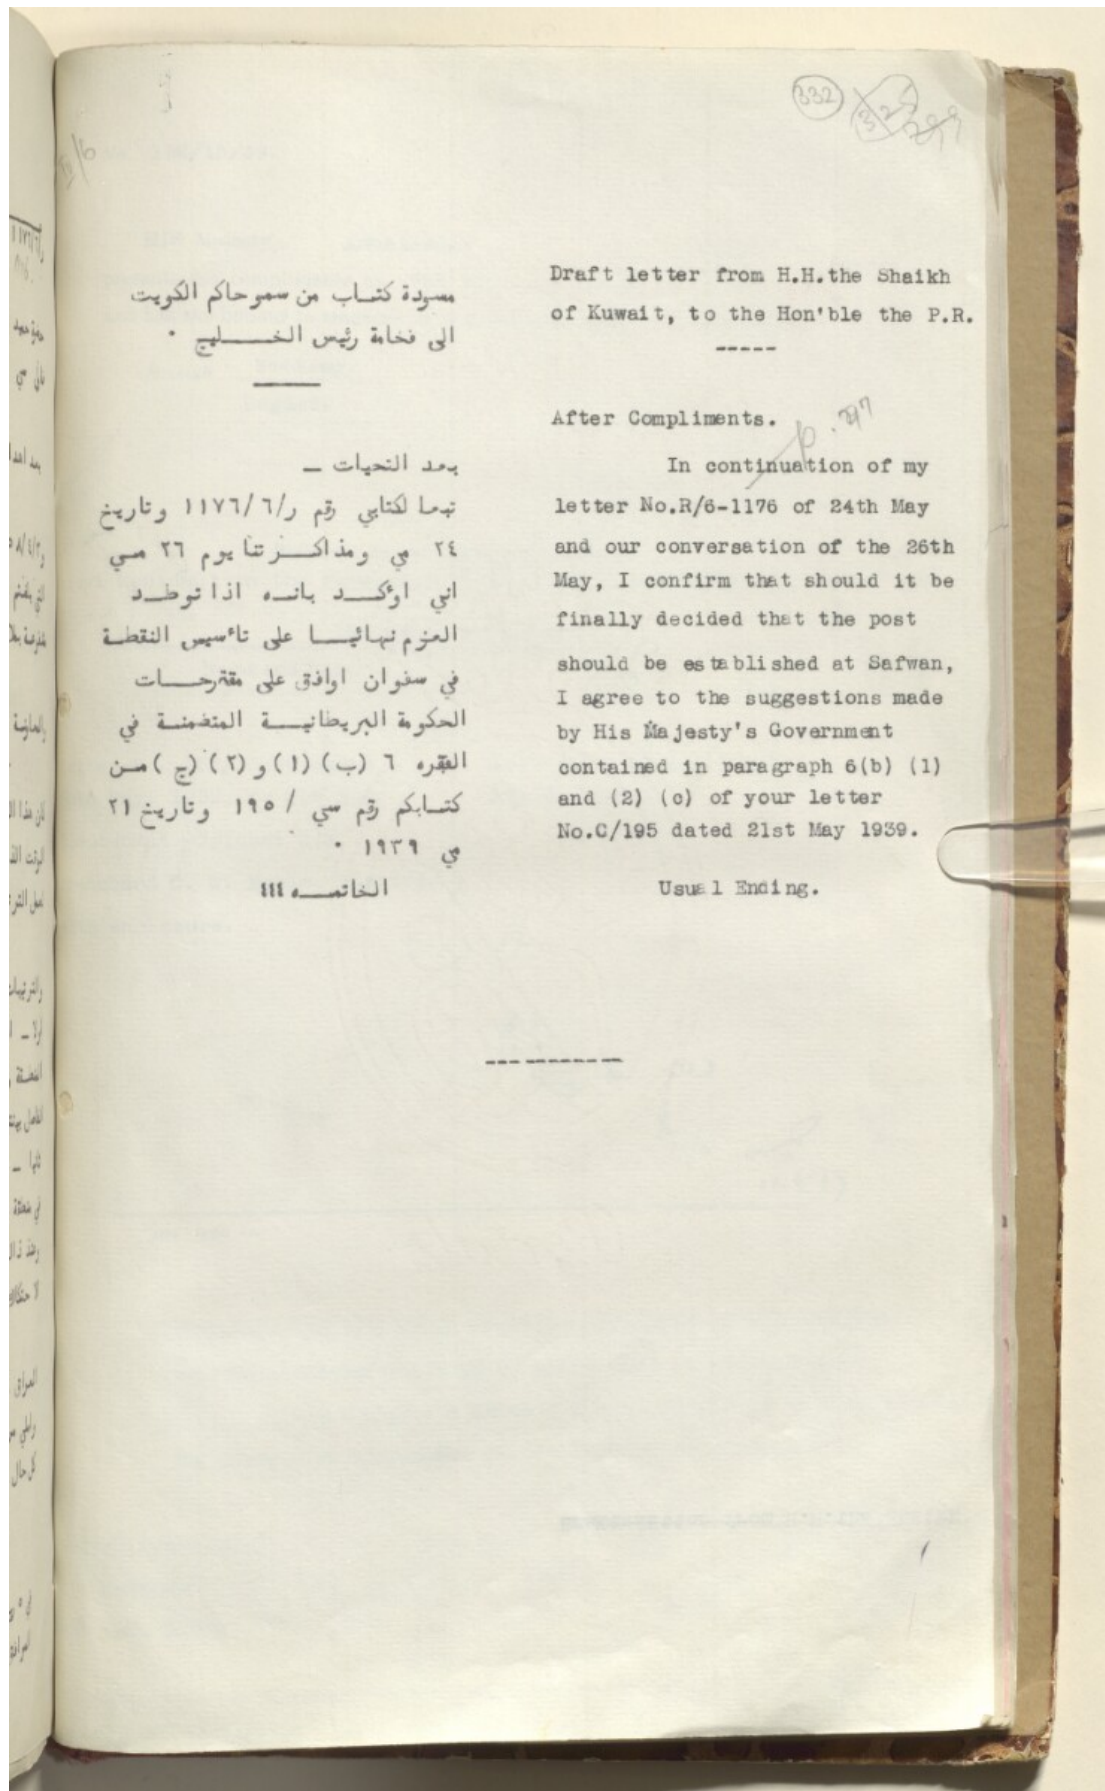 332
Draft letter from H.H.the Shaikh
of Kuwait, to the Hon'ble the P.R.
-----
After Compliments.
In continuation of my
letter No.R/6-1176 of 24th May
and our conversation of the 26th
May, I confirm that should it be
finally decided that the post
should be established at Safwan,
I agree to the suggestions made
by His Majesty's Government
contained in paragraph 6(b) (1)
and (2) (c) of your letter
No.C/195 dated 21st May 1939.
Usual Ending.
مسودة كتاب من سمو حاكم الكويت
الى فخامة رئيس الخليج ٠
بعد التحيات —
تبعا لكتابي رقم ر/٦/١١٧٦ وتاريخ
٢٤ مي ومذاكرتنا يوم ٢٦ مي
اني اؤكد بانه اذا توطد
العزم نهائيا على تأسيس النقطة
في سفوان اوافق على مقترحات
الحكومة البريطانية المتضمنة في
الفقره ٦ (ب) (١) و (٢) (ج) من
كتابكم رقم سي / ١٩٥ وتاريخ ٢١
مي ١٩٣٩ ٠
الخاتمه